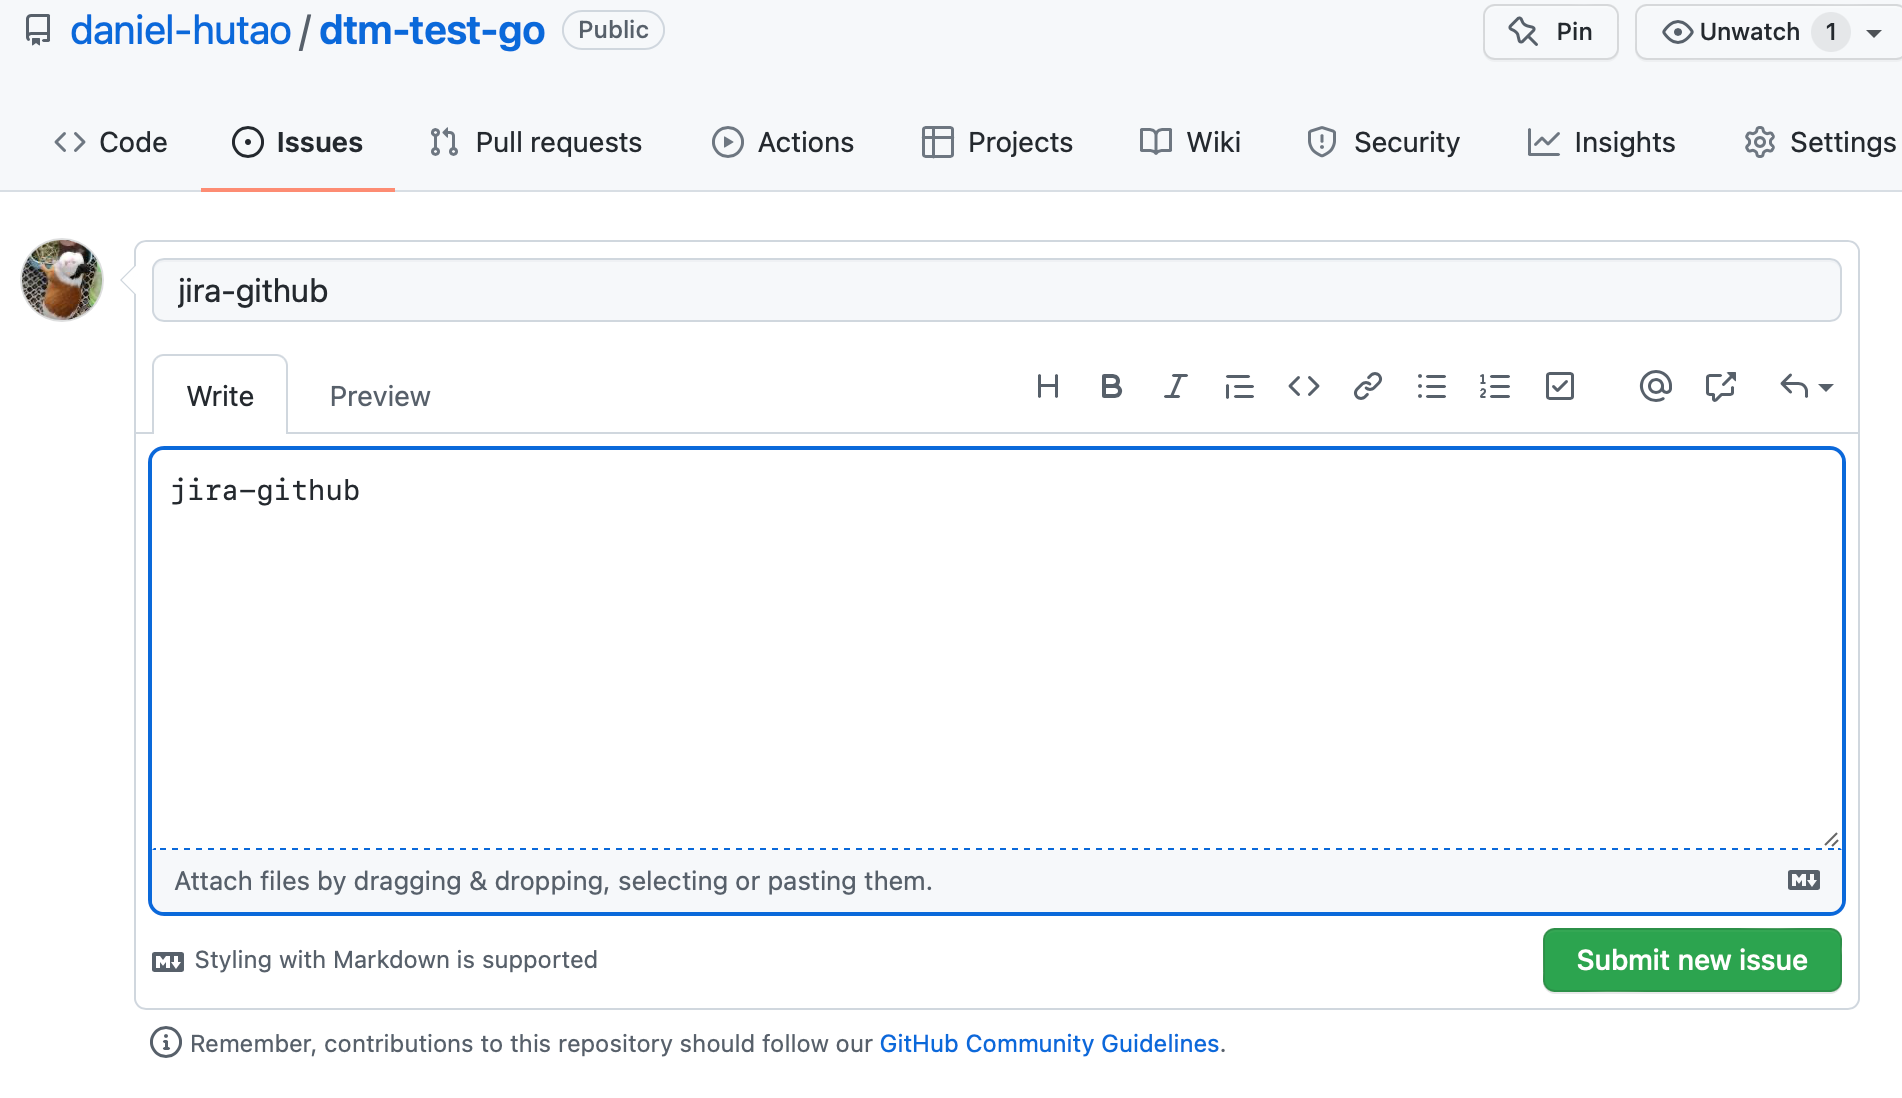 daniel-hutao / dtm-test-go Public Pin Unwatch 1
Code Issues Pull requests Actions Projects Wiki Security Insights Settings
jira-github
Write Preview
jira-github
Attach files by dragging & dropping, selecting or pasting them.
Styling with Markdown is supported
Submit new issue
Remember, contributions to this repository should follow our GitHub Community Guidelines.